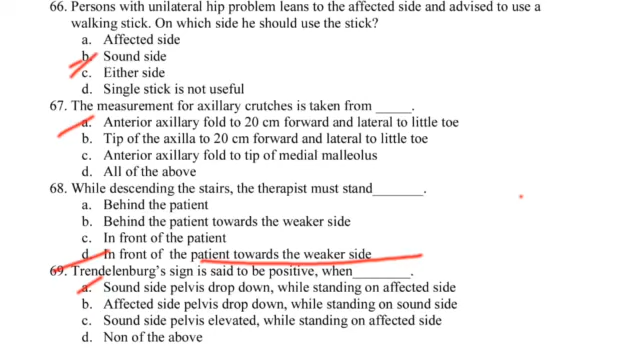 66. Persons with unilateral hip problem leans to the affected side and advised to use a
walking stick. On which side he should use the stick?
a. Affected side
b. Sound side
c. Either side
d. Single stick is not useful
67. The measurement for axillary crutches is taken from _____.
a. Anterior axillary fold to 20 cm forward and lateral to little toe
b. Tip of the axilla to 20 cm forward and lateral to little toe
c. Anterior axillary fold to tip of medial malleolus
d. All of the above
68. While descending the stairs, the therapist must stand_______.
a. Behind the patient
b. Behind the patient towards the weaker side
c. In front of the patient
d. In front of the patient towards the weaker side
69. Trendelenburg’s sign is said to be positive, when________.
a. Sound side pelvis drop down, while standing on affected side
b. Affected side pelvis drop down, while standing on sound side
c. Sound side pelvis elevated, while standing on affected side
d. Non of the above